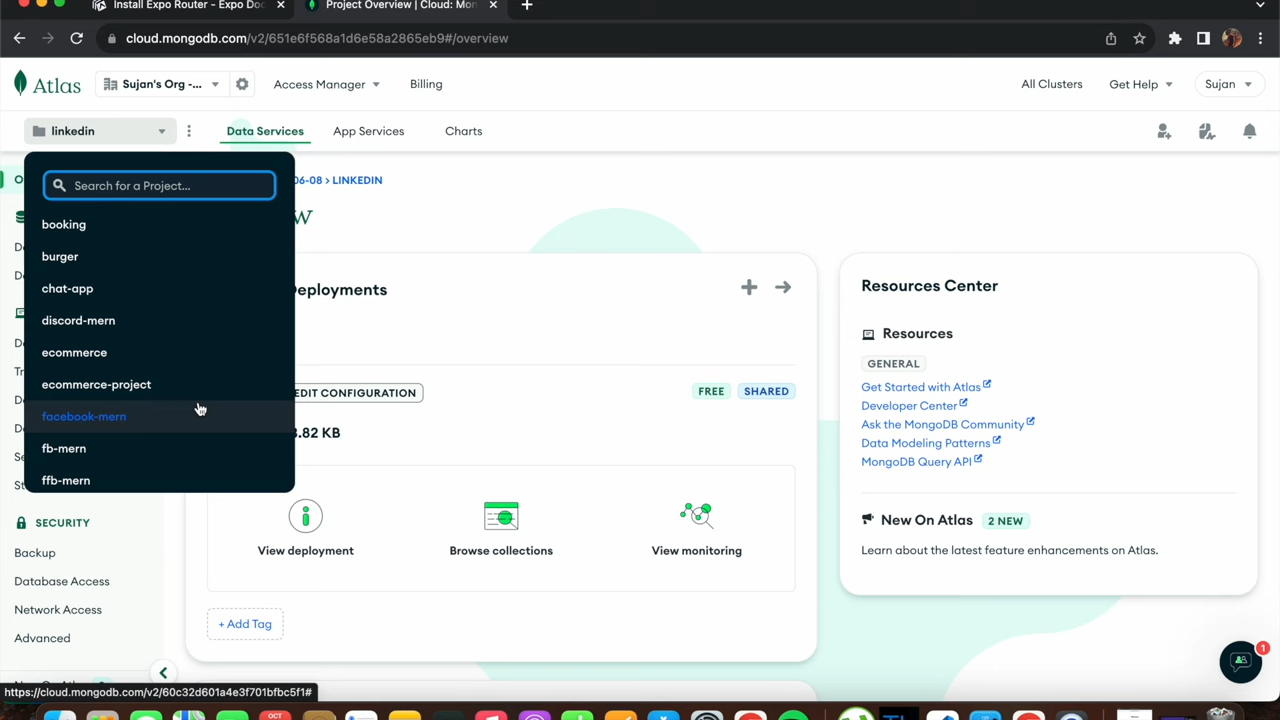 Install Expo Router - Expo Doc
Project Overview | Cloud: Mon
cloud.mongodb.com/v2/651e6f568a1d6e58a2865eb9#/overview
Atlas
Sujan's Org -...
Access Manager
Billing
All Clusters
Get Help
Sujan
linkedin
Data Services
App Services
Charts
Search for a Project...
booking
burger
chat-app
discord-mern
ecommerce
ecommerce-project
facebook-mern
fb-mern
ffb-mern
06-08 > LINKEDIN
W
Deployments
EDIT CONFIGURATION
FREE
SHARED
3.82 KB
View deployment
Browse collections
View monitoring
+ Add Tag
Resources Center
Resources
GENERAL
Get Started with Atlas
Developer Center
Ask the MongoDB Community
Data Modeling Patterns
MongoDB Query API
New On Atlas
2 NEW
Learn about the latest feature enhancements on Atlas.
SECURITY
Backup
Database Access
Network Access
Advanced
1
https://cloud.mongodb.com/v2/60c32d601a4e3f701bfbc5f1#
OCT